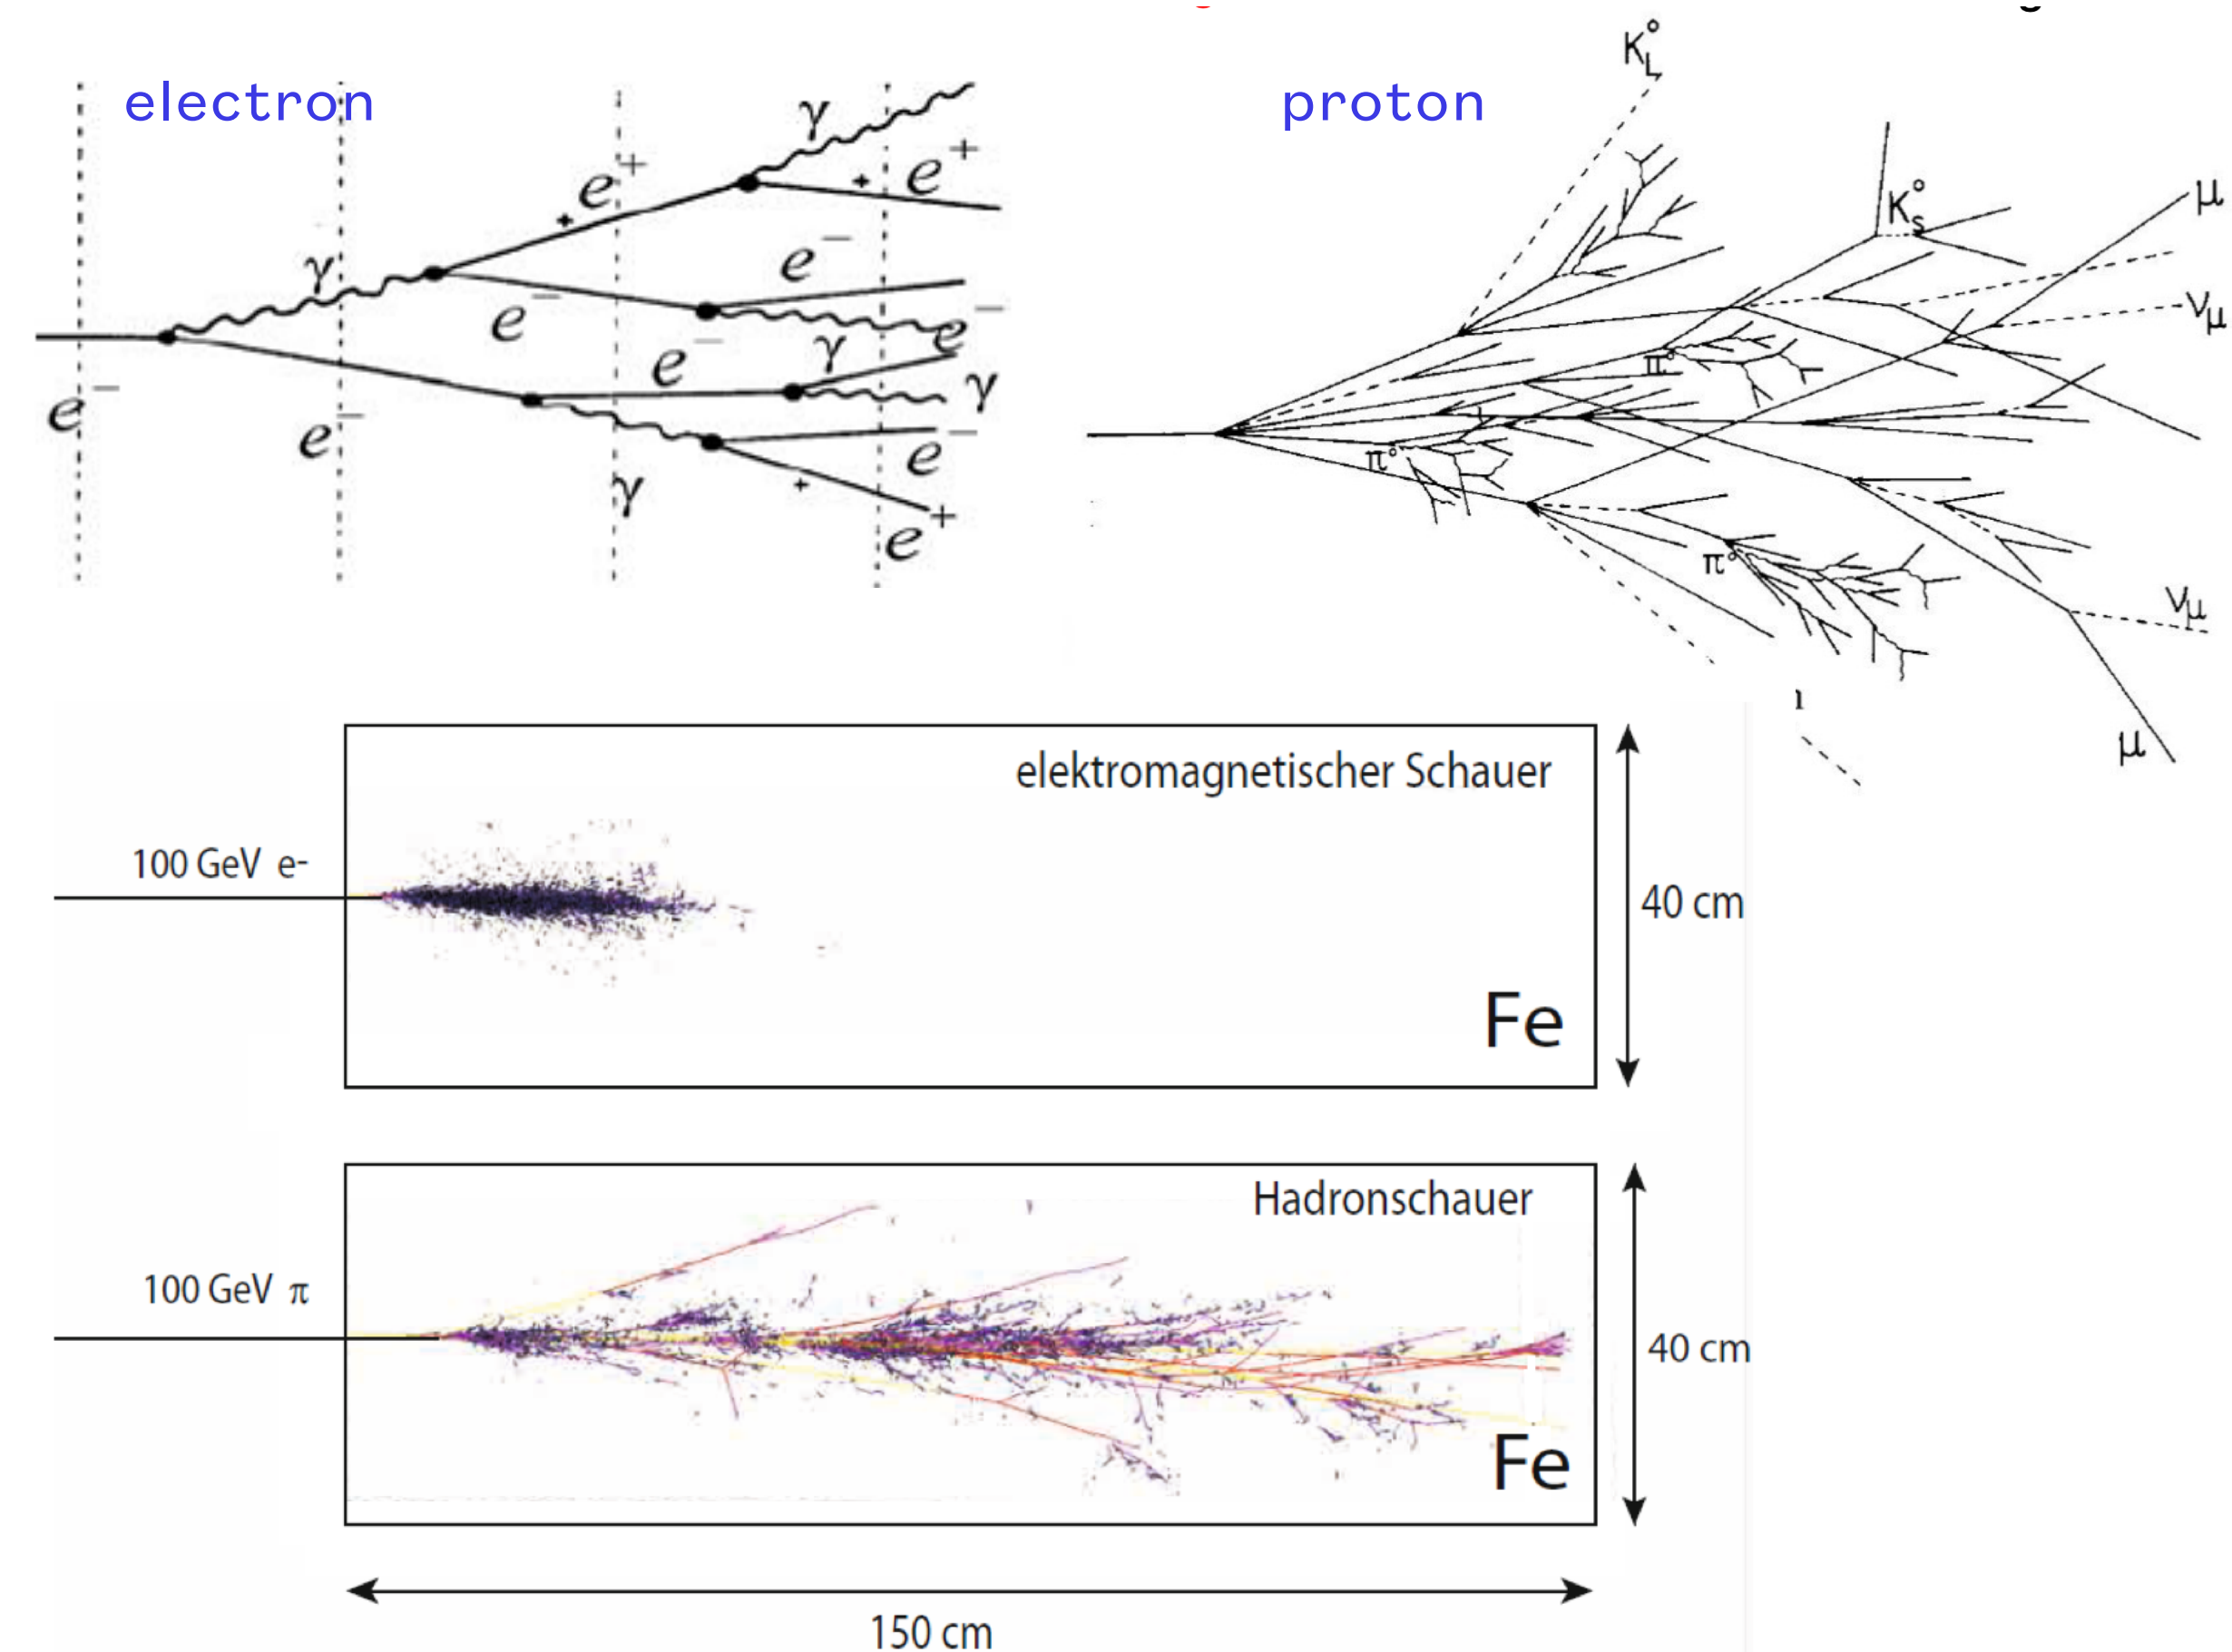 electron
proton
e⁻
γ
e⁻
e⁺
e⁻
γ
e⁺
e⁻
e⁻
γ
e⁻
γ
γ
e⁻
e⁺
K°L
K°S
μ
νμ
π°
π°
π°
νμ
μ
elektromagnetischer Schauer
100 GeV e-
40 cm
Fe
Hadronschauer
100 GeV π
40 cm
Fe
150 cm